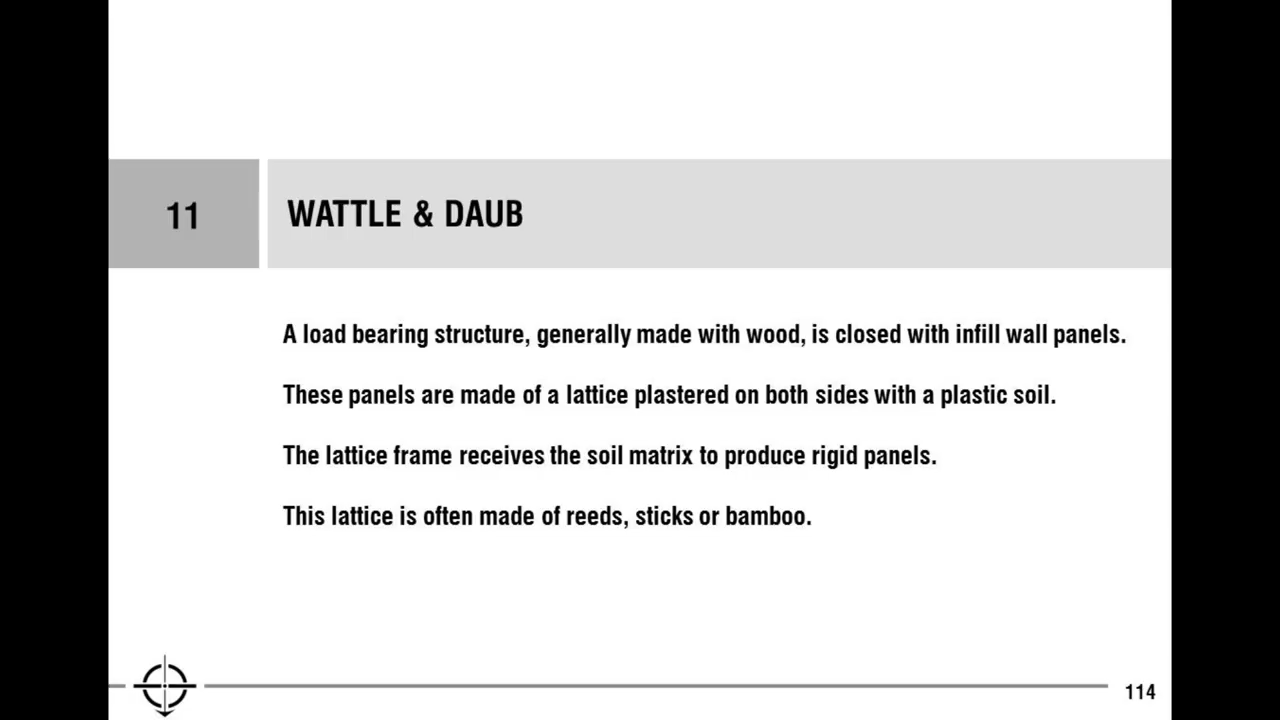 11
WATTLE & DAUB
A load bearing structure, generally made with wood, is closed with infill wall panels.
These panels are made of a lattice plastered on both sides with a plastic soil.
The lattice frame receives the soil matrix to produce rigid panels.
This lattice is often made of reeds, sticks or bamboo.
114